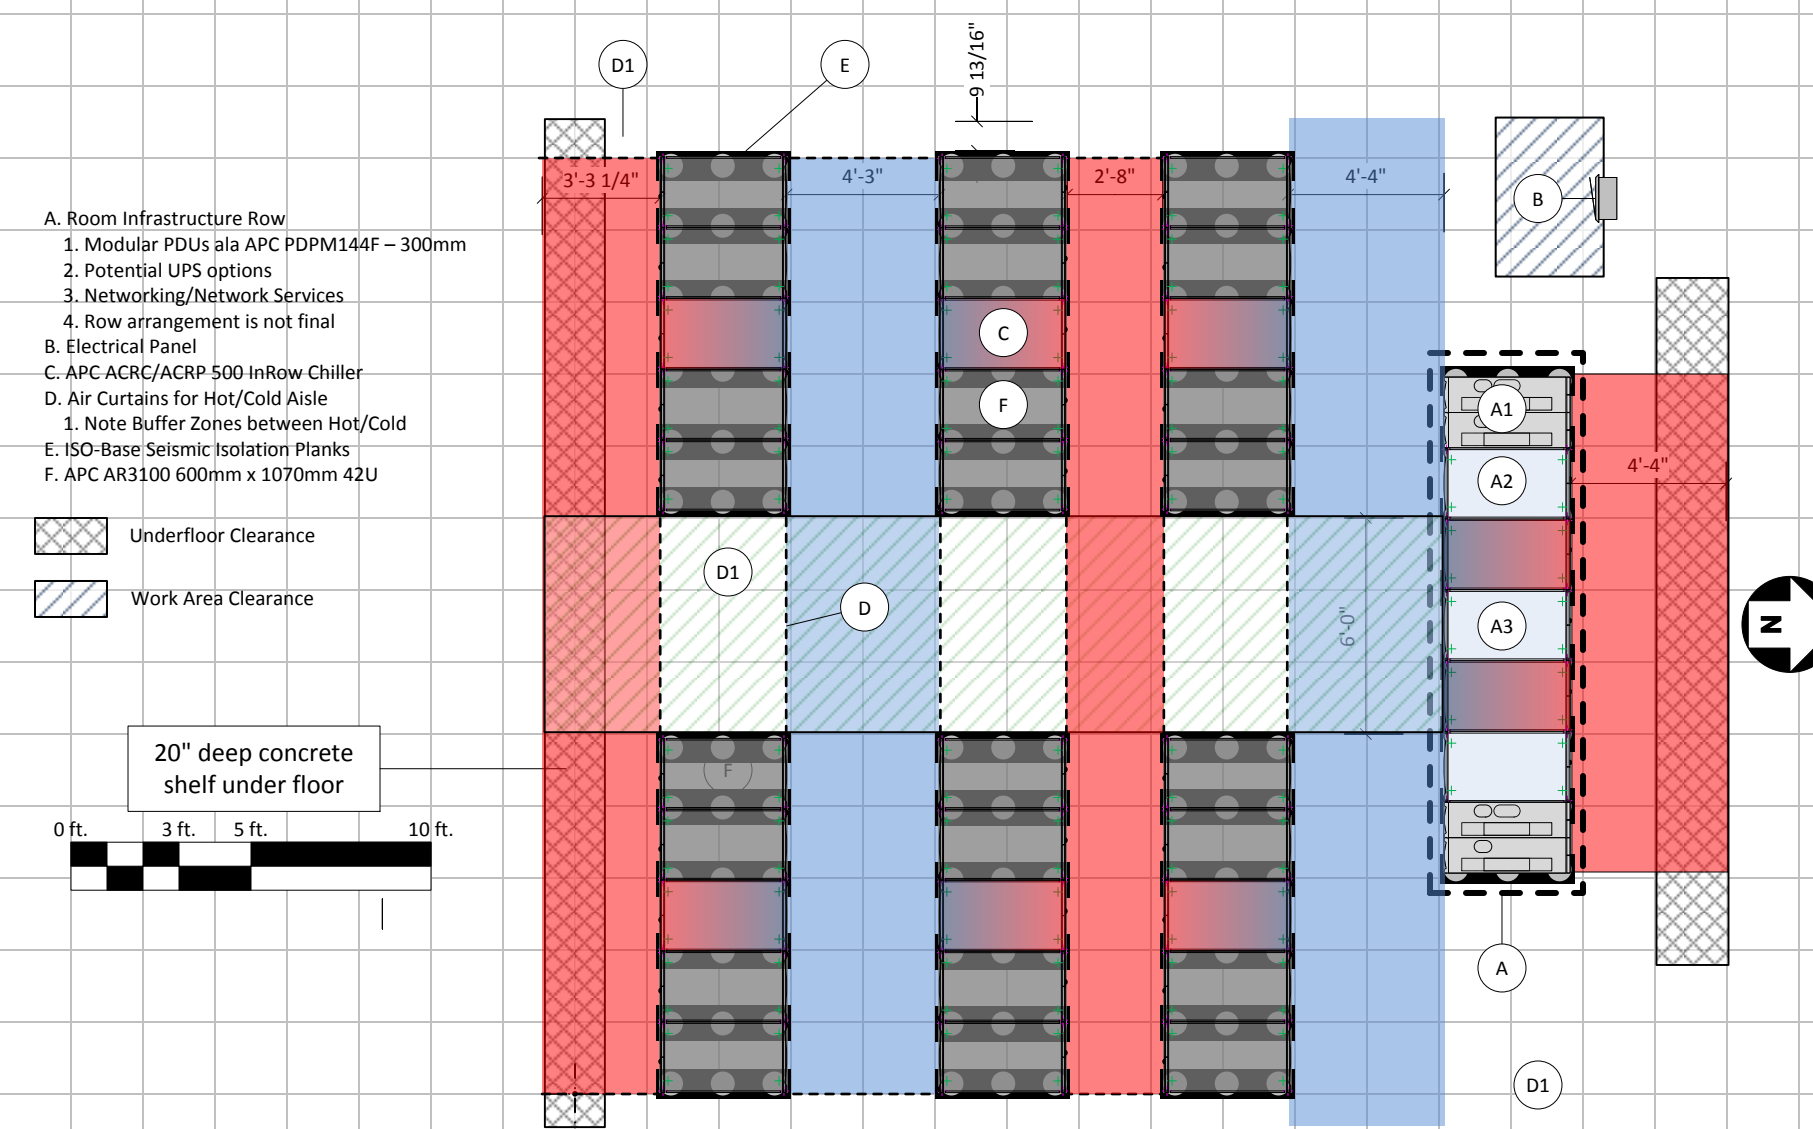 D1
E
9 13/16"
3'-3 1/4"
4'-3"
2'-8"
4'-4"
B
A. Room Infrastructure Row
1. Modular PDUs ala APC PDPM144F – 300mm
2. Potential UPS options
3. Networking/Network Services
4. Row arrangement is not final
B. Electrical Panel
C. APC ACRC/ACRP 500 InRow Chiller
D. Air Curtains for Hot/Cold Aisle
1. Note Buffer Zones between Hot/Cold
E. ISO-Base Seismic Isolation Planks
F. APC AR3100 600mm x 1070mm 42U
C
F
A1
A2
4'-4"
Underfloor Clearance
Work Area Clearance
D1
D
6'-0"
A3
N
20" deep concrete
shelf under floor
F
0 ft.
3 ft.
5 ft.
10 ft.
A
D1